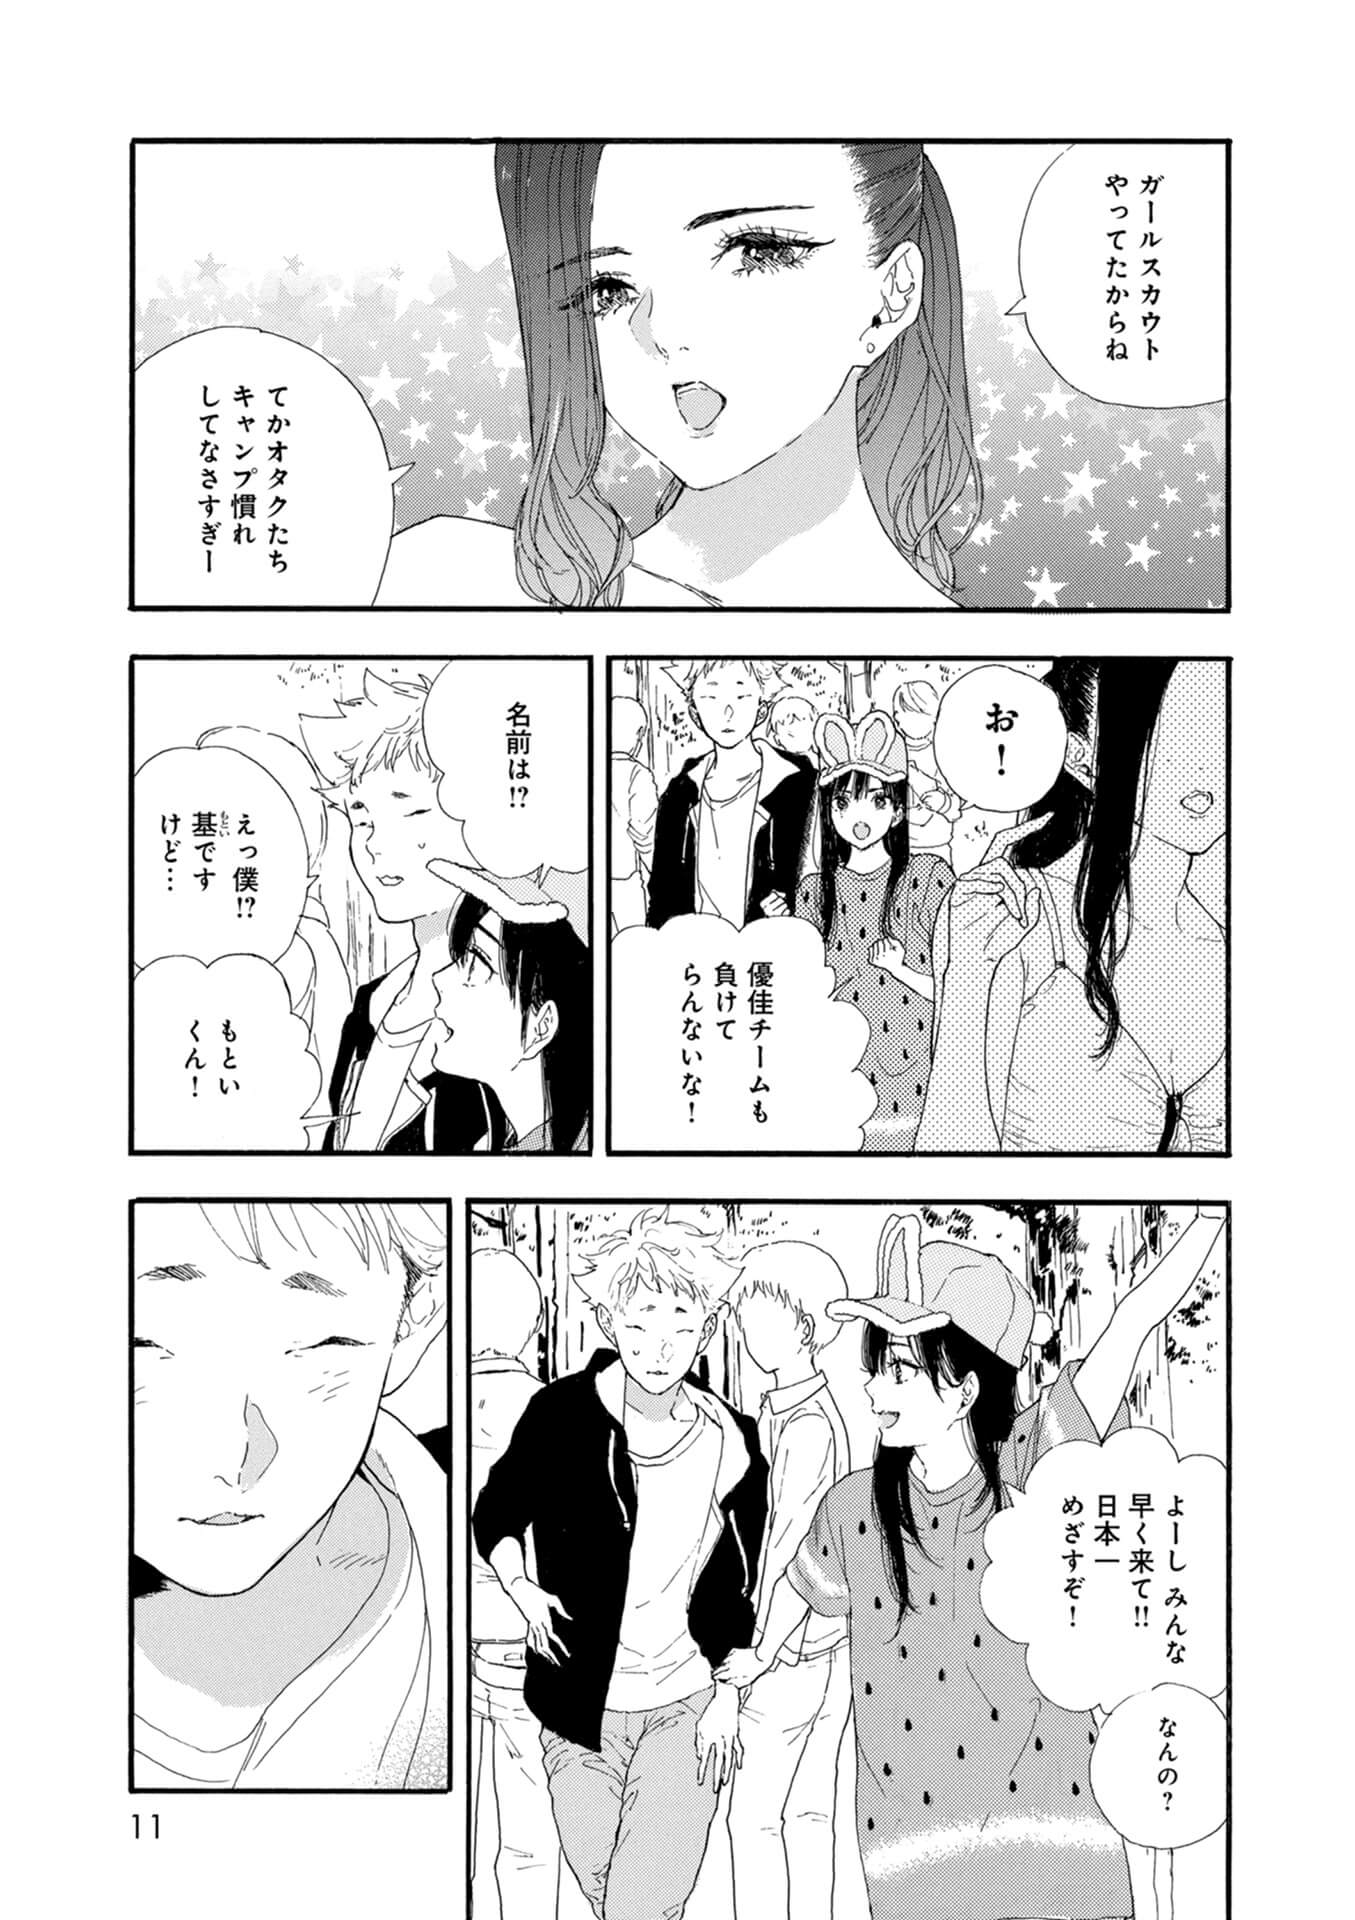 ガールスカウト
やってたからね
てかオタクたち
キャンプ慣れ
してなさすぎー
お!
優佳チームも
負けて
らんないな!
名前は!?
えっ僕!?
基です
もとい
けど…
もとい
くん!
よーし みんな
早く来て!!
日本一
めざすぞ!
なんの?
11